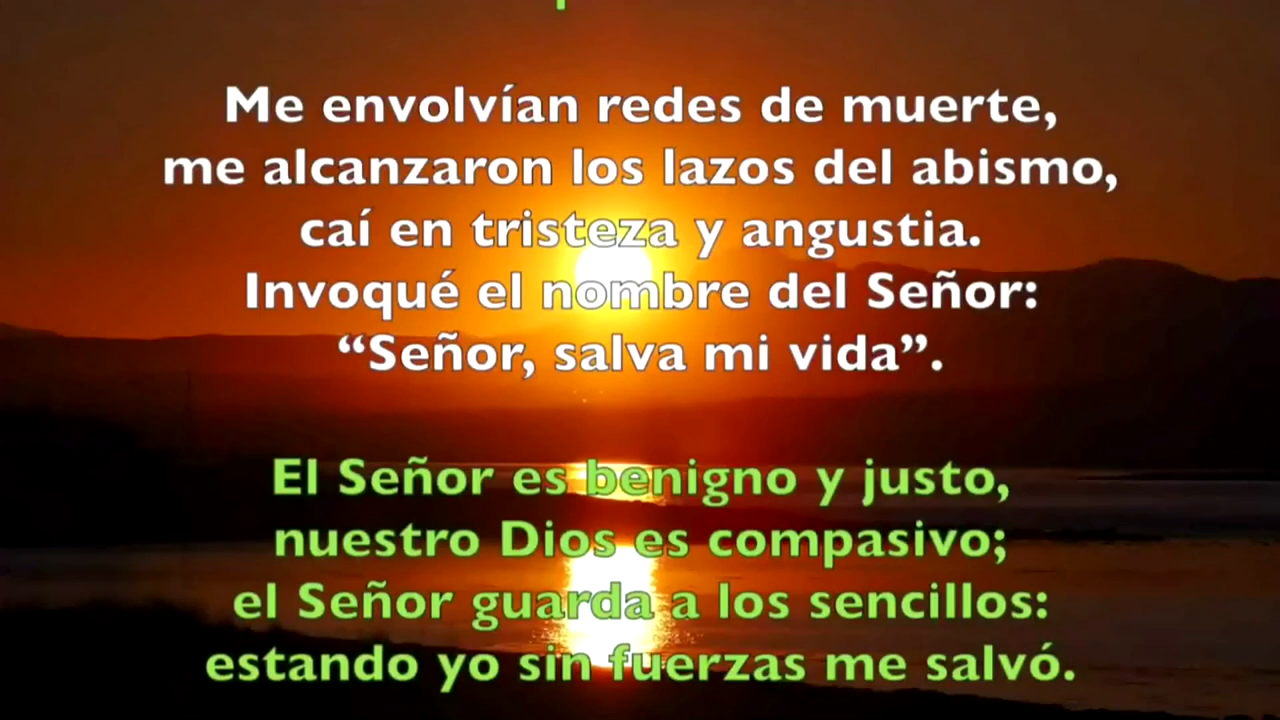 Me envolvían redes de muerte,
me alcanzaron los lazos del abismo,
caí en tristeza y angustia.
Invoqué el nombre del Señor:
“Señor, salva mi vida”.
El Señor es benigno y justo,
nuestro Dios es compasivo;
el Señor guarda a los sencillos:
estando yo sin fuerzas me salvó.